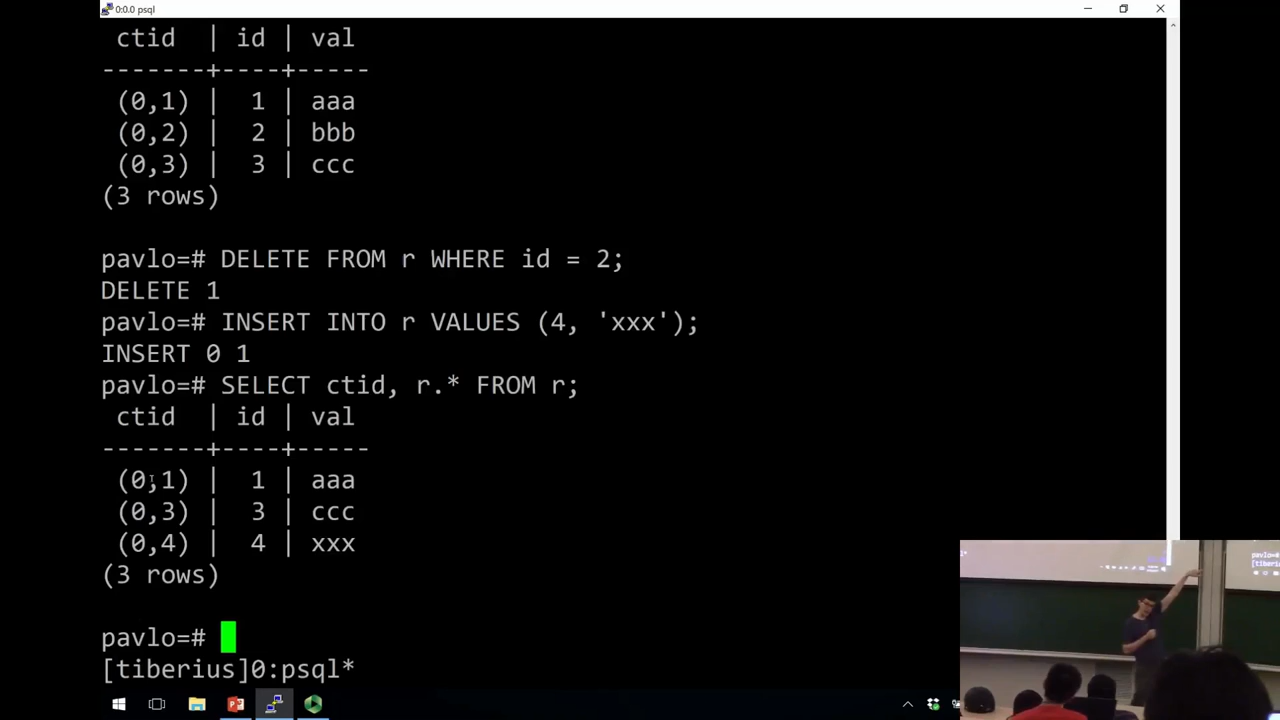 0:0.0 psql
ctid | id | val
-------+----+-----
(0,1) | 1 | aaa
(0,2) | 2 | bbb
(0,3) | 3 | ccc
(3 rows)
pavlo=# DELETE FROM r WHERE id = 2;
DELETE 1
pavlo=# INSERT INTO r VALUES (4, 'xxx');
INSERT 0 1
pavlo=# SELECT ctid, r.* FROM r;
ctid | id | val
-------+----+-----
(0,1) | 1 | aaa
(0,3) | 3 | ccc
(0,4) | 4 | xxx
(3 rows)
pavlo=#
[tiberius]0:psql*
pavlo=#
[tiberiu